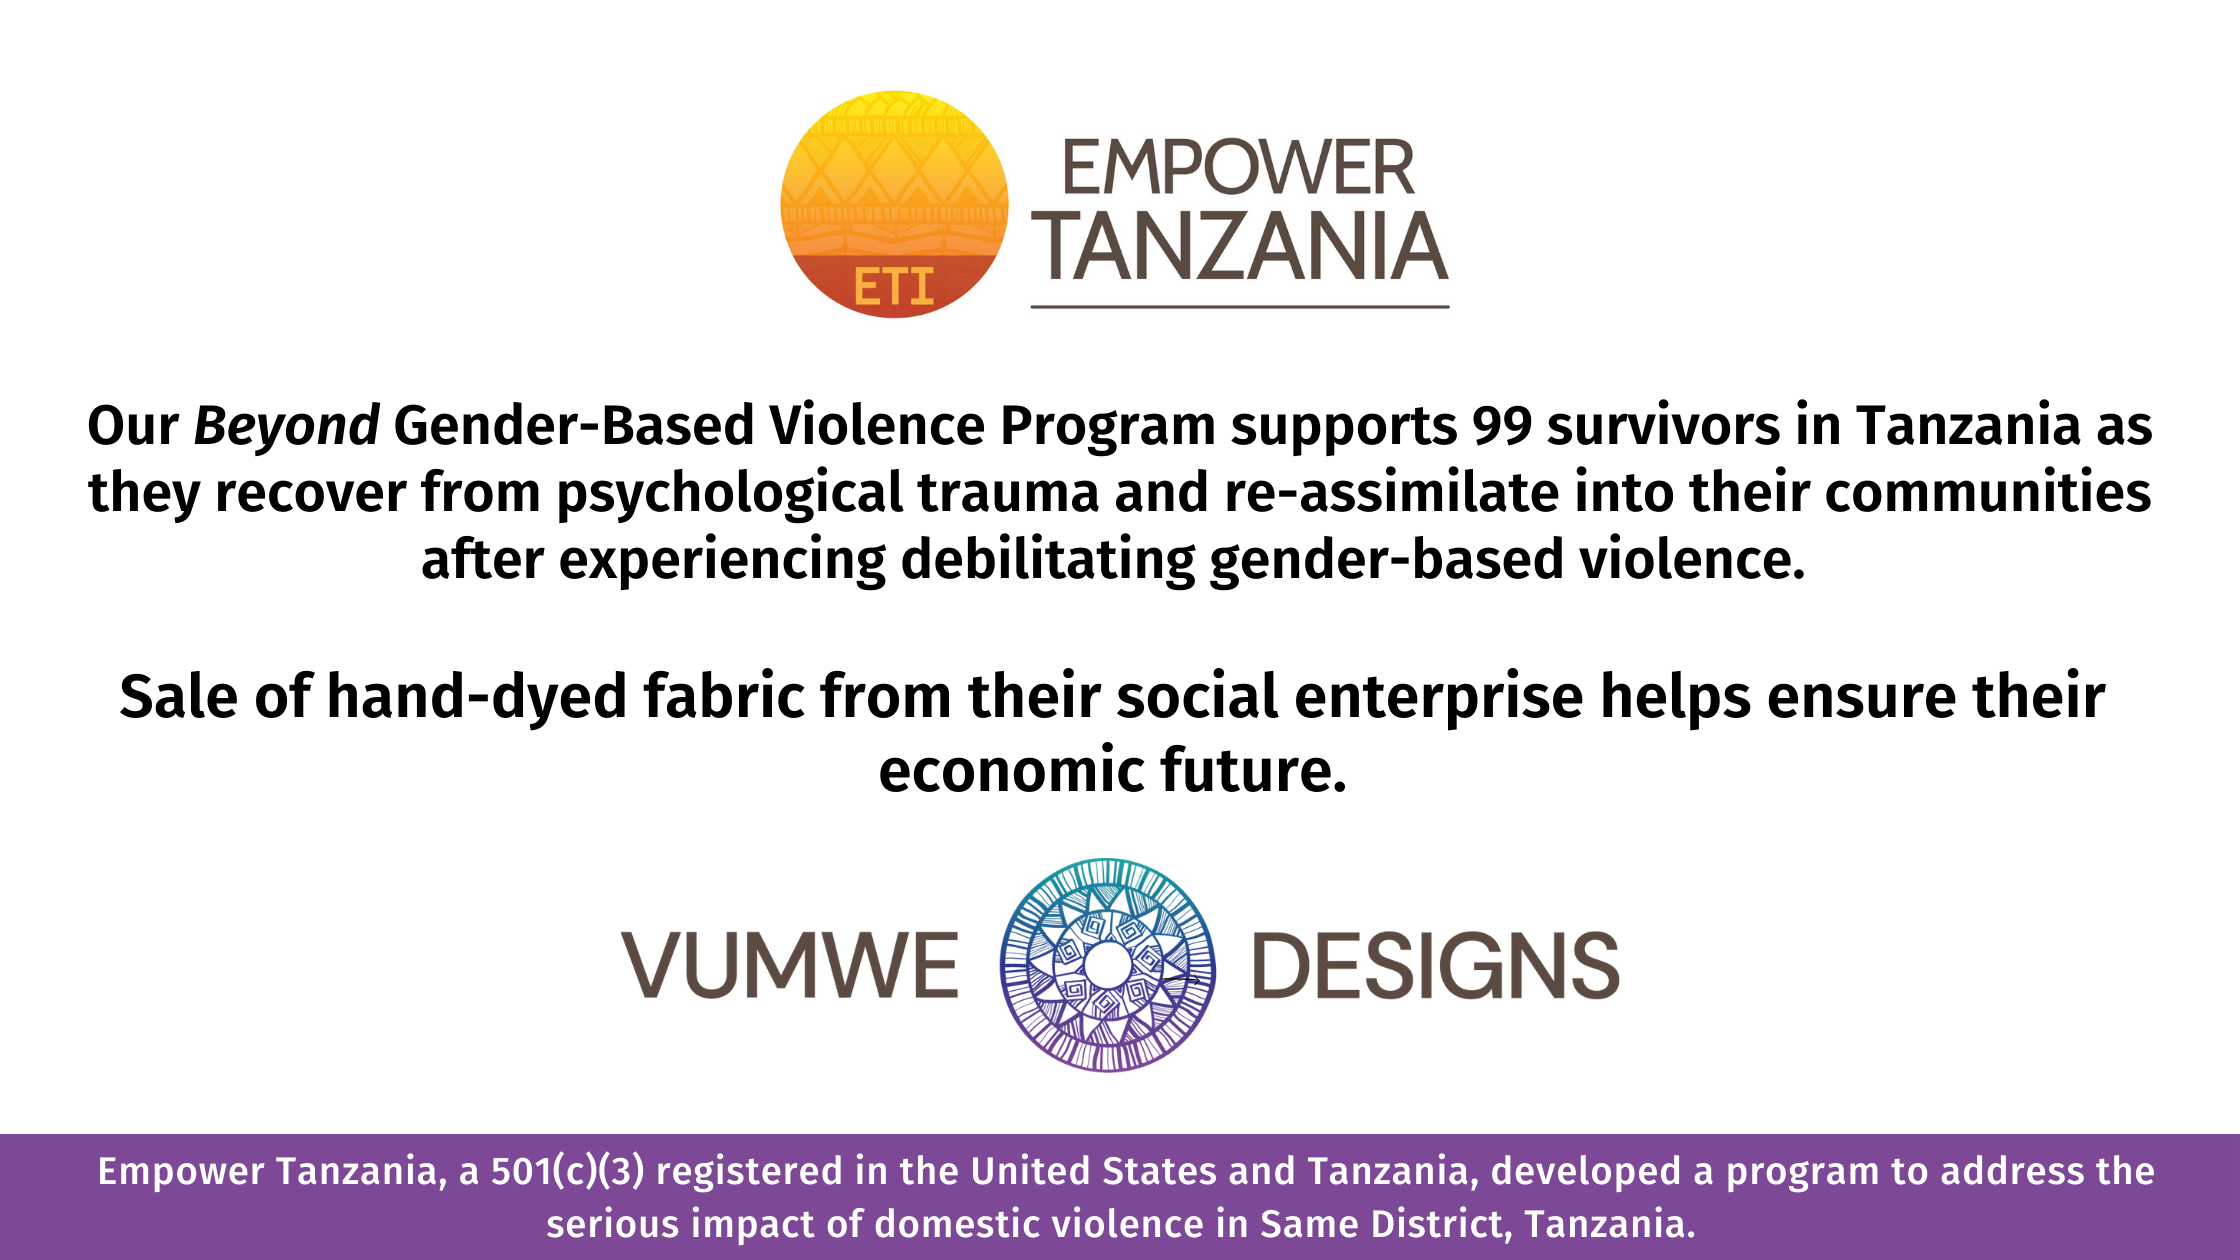 ETI
EMPOWER
TANZANIA
Our Beyond Gender-Based Violence Program supports 99 survivors in Tanzania as
they recover from psychological trauma and re-assimilate into their communities
after experiencing debilitating gender-based violence.
Sale of hand-dyed fabric from their social enterprise helps ensure their
economic future.
VUMWE DESIGNS
Empower Tanzania, a 501(c)(3) registered in the United States and Tanzania, developed a program to address the
serious impact of domestic violence in Same District, Tanzania.